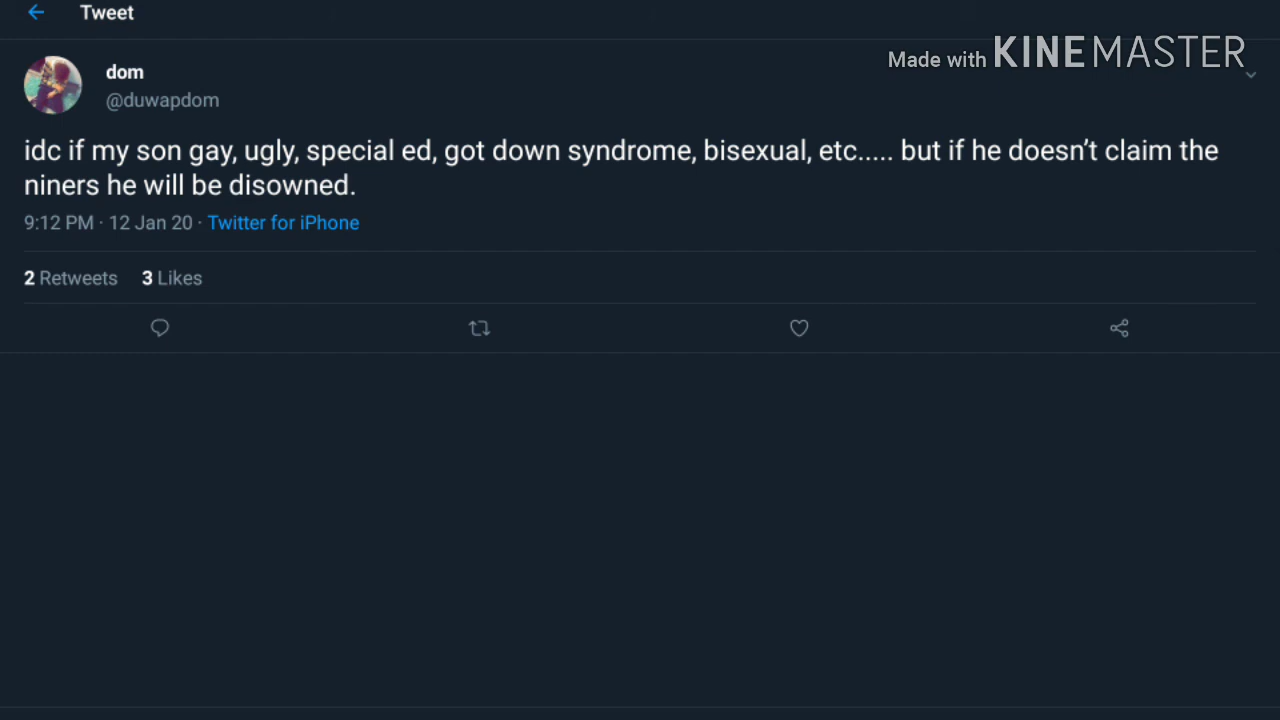 Tweet
Made with KINEMASTER
dom
@duwapdom
idc if my son gay, ugly, special ed, got down syndrome, bisexual, etc..... but if he doesn’t claim the
niners he will be disowned.
9:12 PM · 12 Jan 20 · Twitter for iPhone
2 Retweets 3 Likes